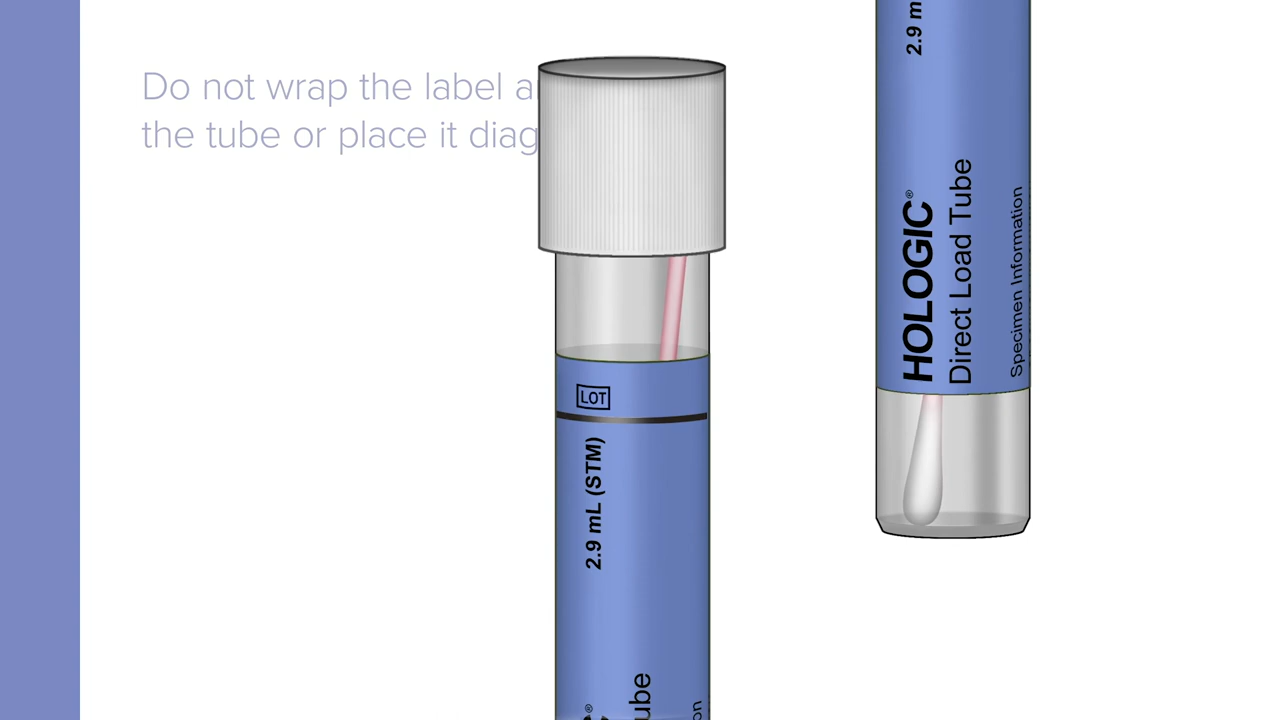 Do not wrap the label a
the tube or place it diag
LOT
2.9 mL (STM)
ube
2.9 m
HOLOGIC®
Direct Load Tube
Specimen Information